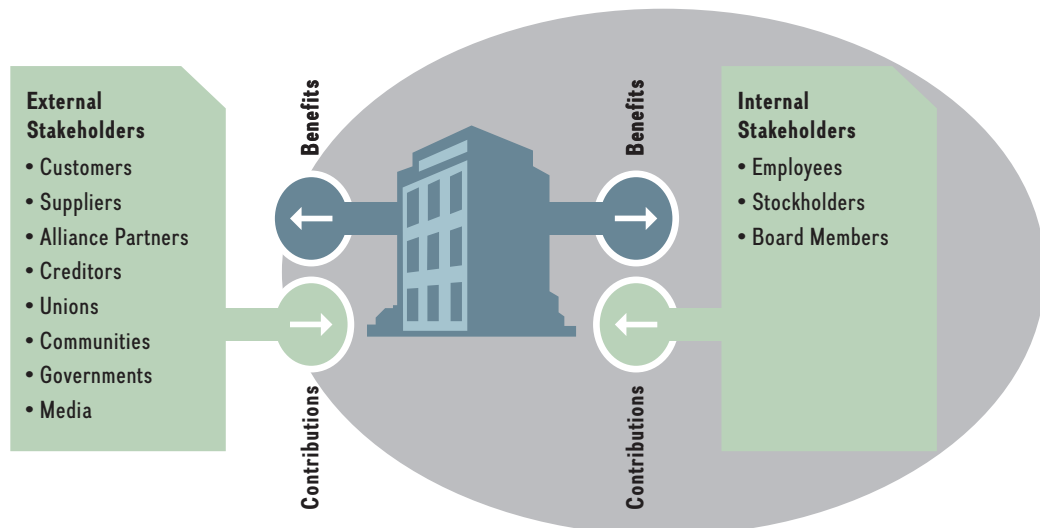 External
Stakeholders
• Customers
• Suppliers
• Alliance Partners
• Creditors
• Unions
• Communities
• Governments
• Media
Benefits
Contributions
Benefits
Contributions
Internal
Stakeholders
• Employees
• Stockholders
• Board Members